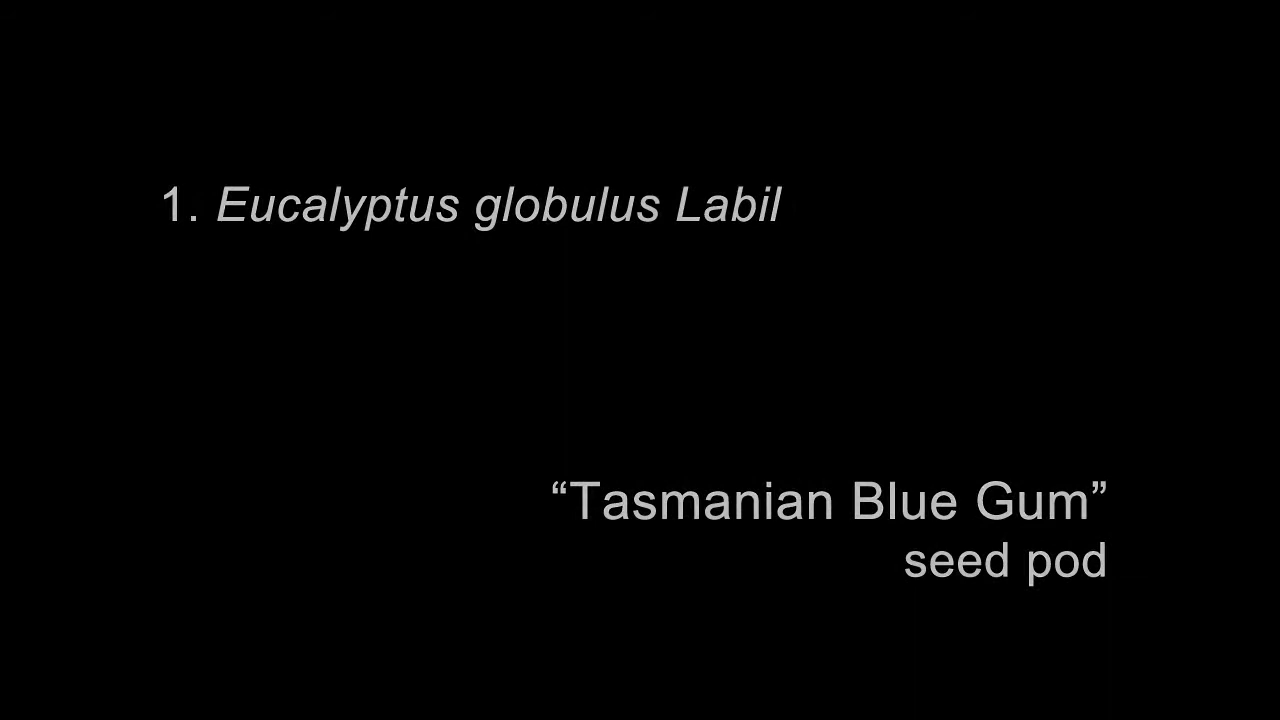 1. Eucalyptus globulus Labil
“Tasmanian Blue Gum”
seed pod